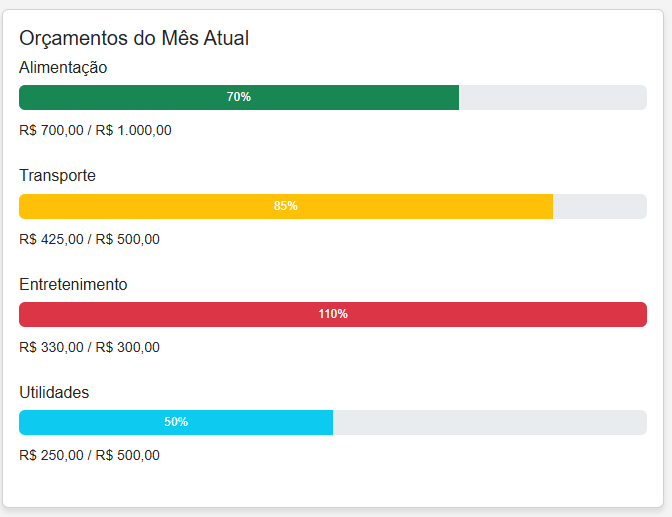 Orçamentos do Mês Atual
Alimentação
70%
R$ 700,00 / R$ 1.000,00
Transporte
85%
R$ 425,00 / R$ 500,00
Entretenimento
110%
R$ 330,00 / R$ 300,00
Utilidades
50%
R$ 250,00 / R$ 500,00